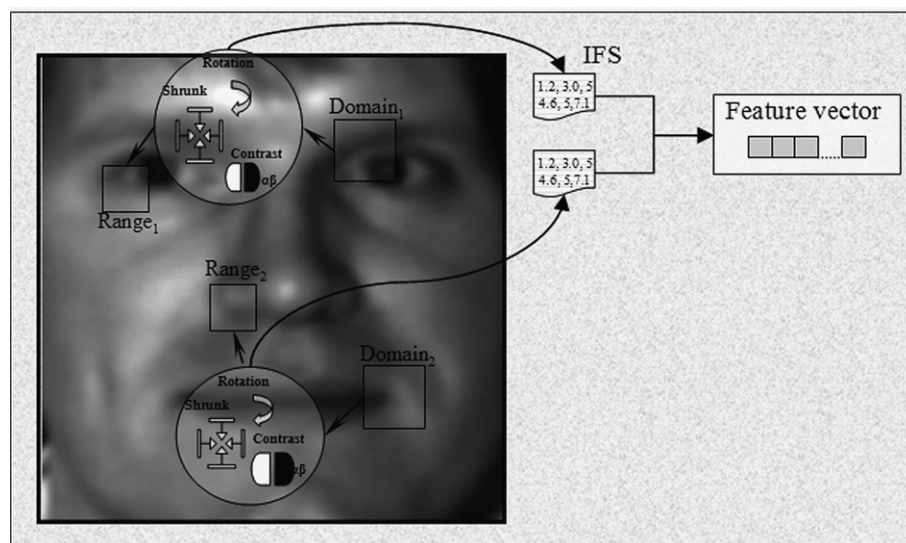 Rotation
Shrunk
Contrast
αβ
Domain1
Range1
Range2
Domain2
Rotation
Shrunk
Contrast
αβ
IFS
1.2, 3.0, 5
4.6, 5,7.1
1.2, 3.0, 5
4.6, 5,7.1
Feature vector
.....